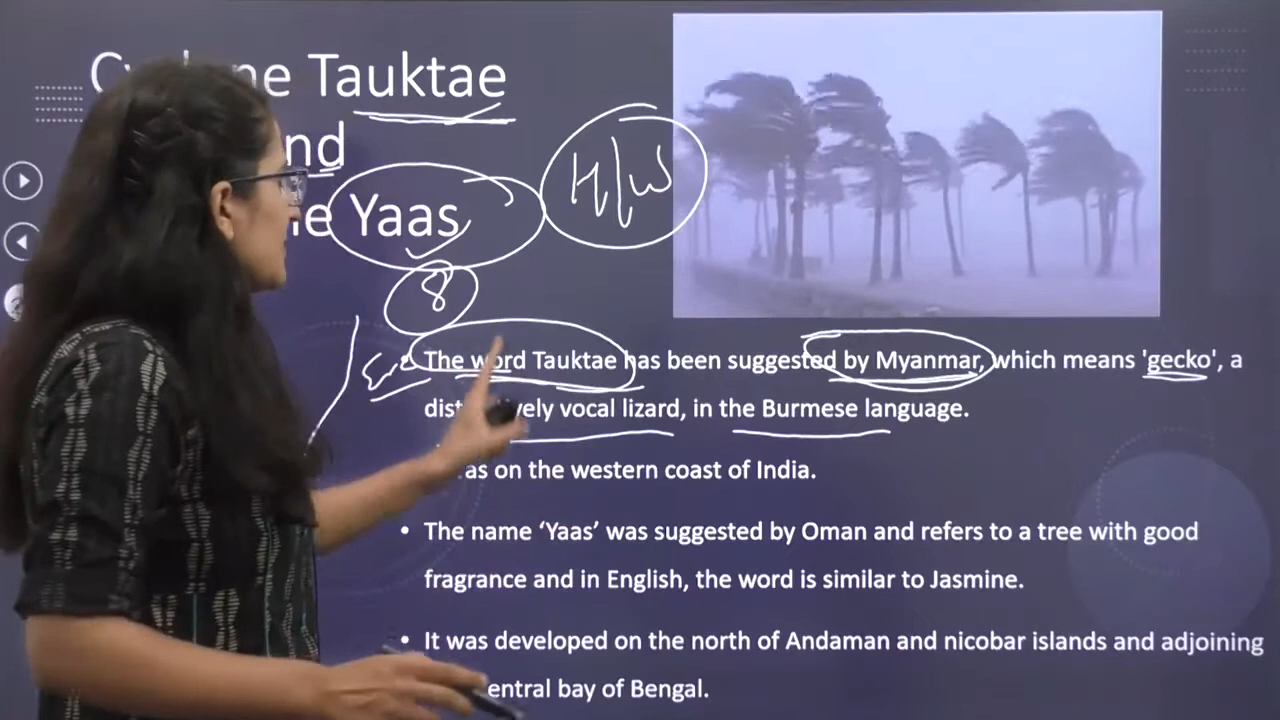 Tauktae
nd
Yaas
H/W
8
The word Tauktae has been suggested by Myanmar, which means 'gecko', a
vocal lizard, in the Burmese language.
on the western coast of India.
• The name ‘Yaas’ was suggested by Oman and refers to a tree with good
fragrance and in English, the word is similar to Jasmine.
• It was developed on the north of Andaman and nicobar islands and adjoining
bay of Bengal.